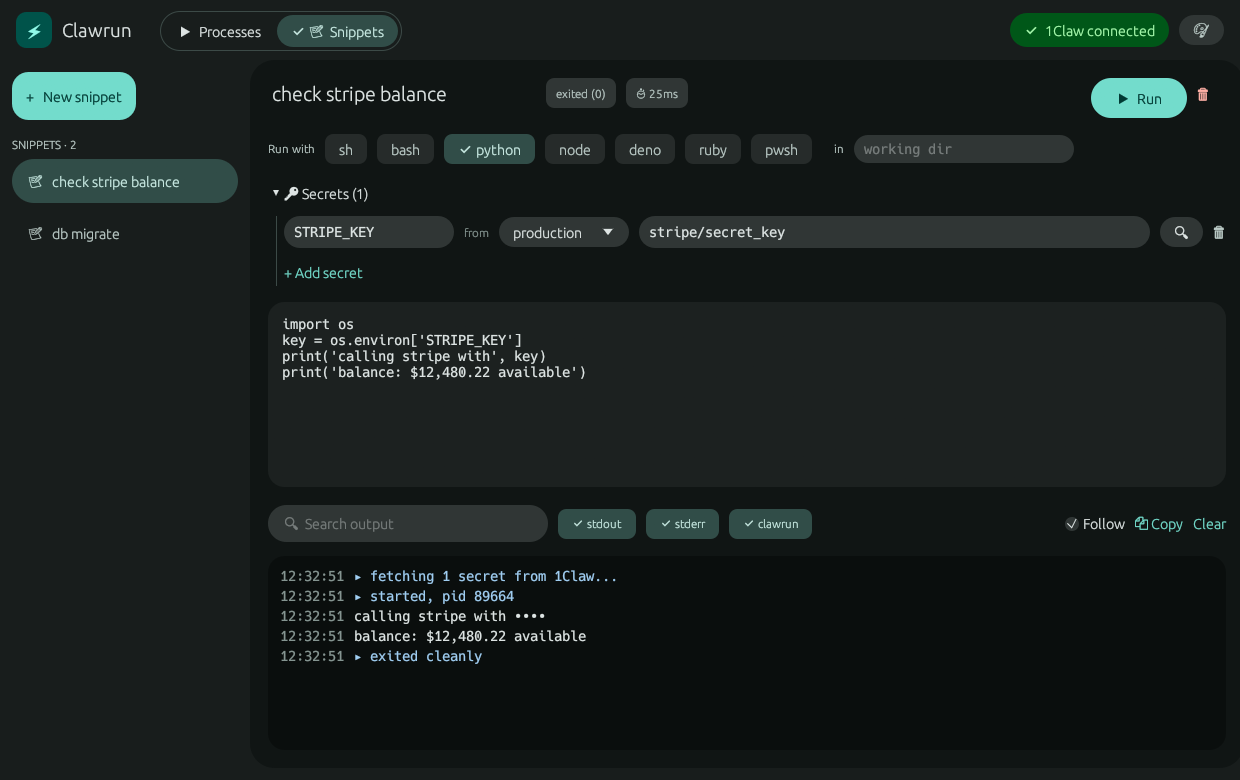 Clawrun
Processes
Snippets
1Claw connected
+ New snippet
SNIPPETS · 2
check stripe balance
db migrate
check stripe balance
exited (0)
25ms
Run
Run with
sh
bash
python
node
deno
ruby
pwsh
in
working dir
Secrets (1)
STRIPE_KEY
from
production
stripe/secret_key
+ Add secret
import os
key = os.environ['STRIPE_KEY']
print('calling stripe with', key)
print('balance: $12,480.22 available')
Search output
stdout
stderr
clawrun
Follow
Copy
Clear
12:32:51 ▸ fetching 1 secret from 1Claw...
12:32:51 ▸ started, pid 89664
12:32:51 calling stripe with ••••
12:32:51 balance: $12,480.22 available
12:32:51 ▸ exited cleanly